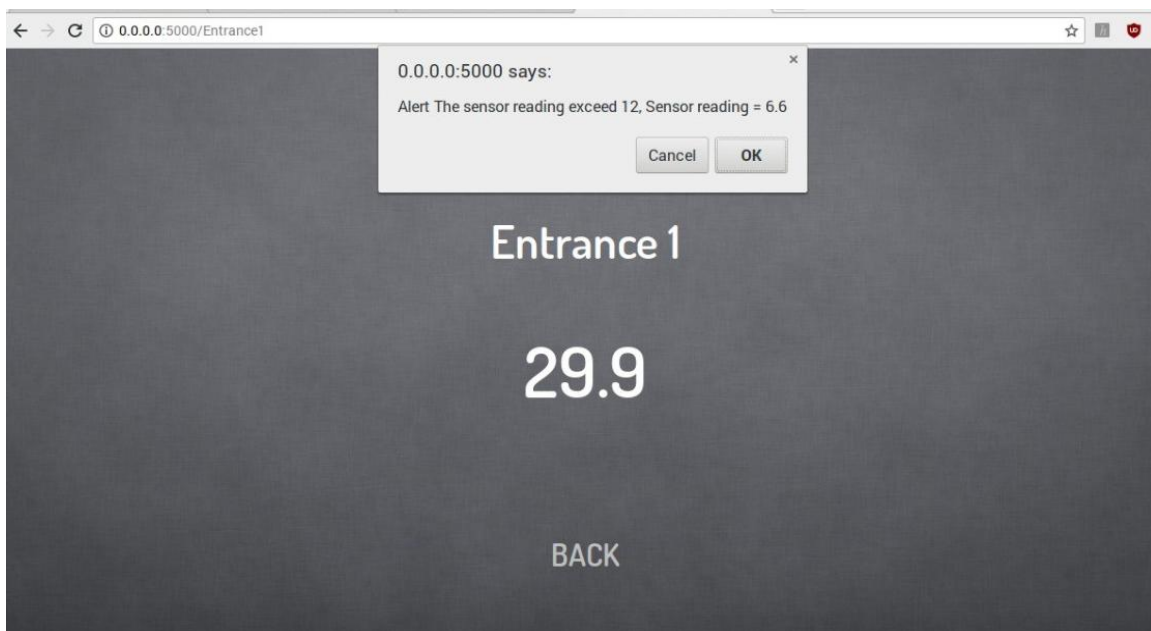 0.0.0.0:5000/Entrance1
0.0.0.0:5000 says:
Alert The sensor reading exceed 12, Sensor reading = 6.6
Cancel OK
Entrance 1
29.9
BACK